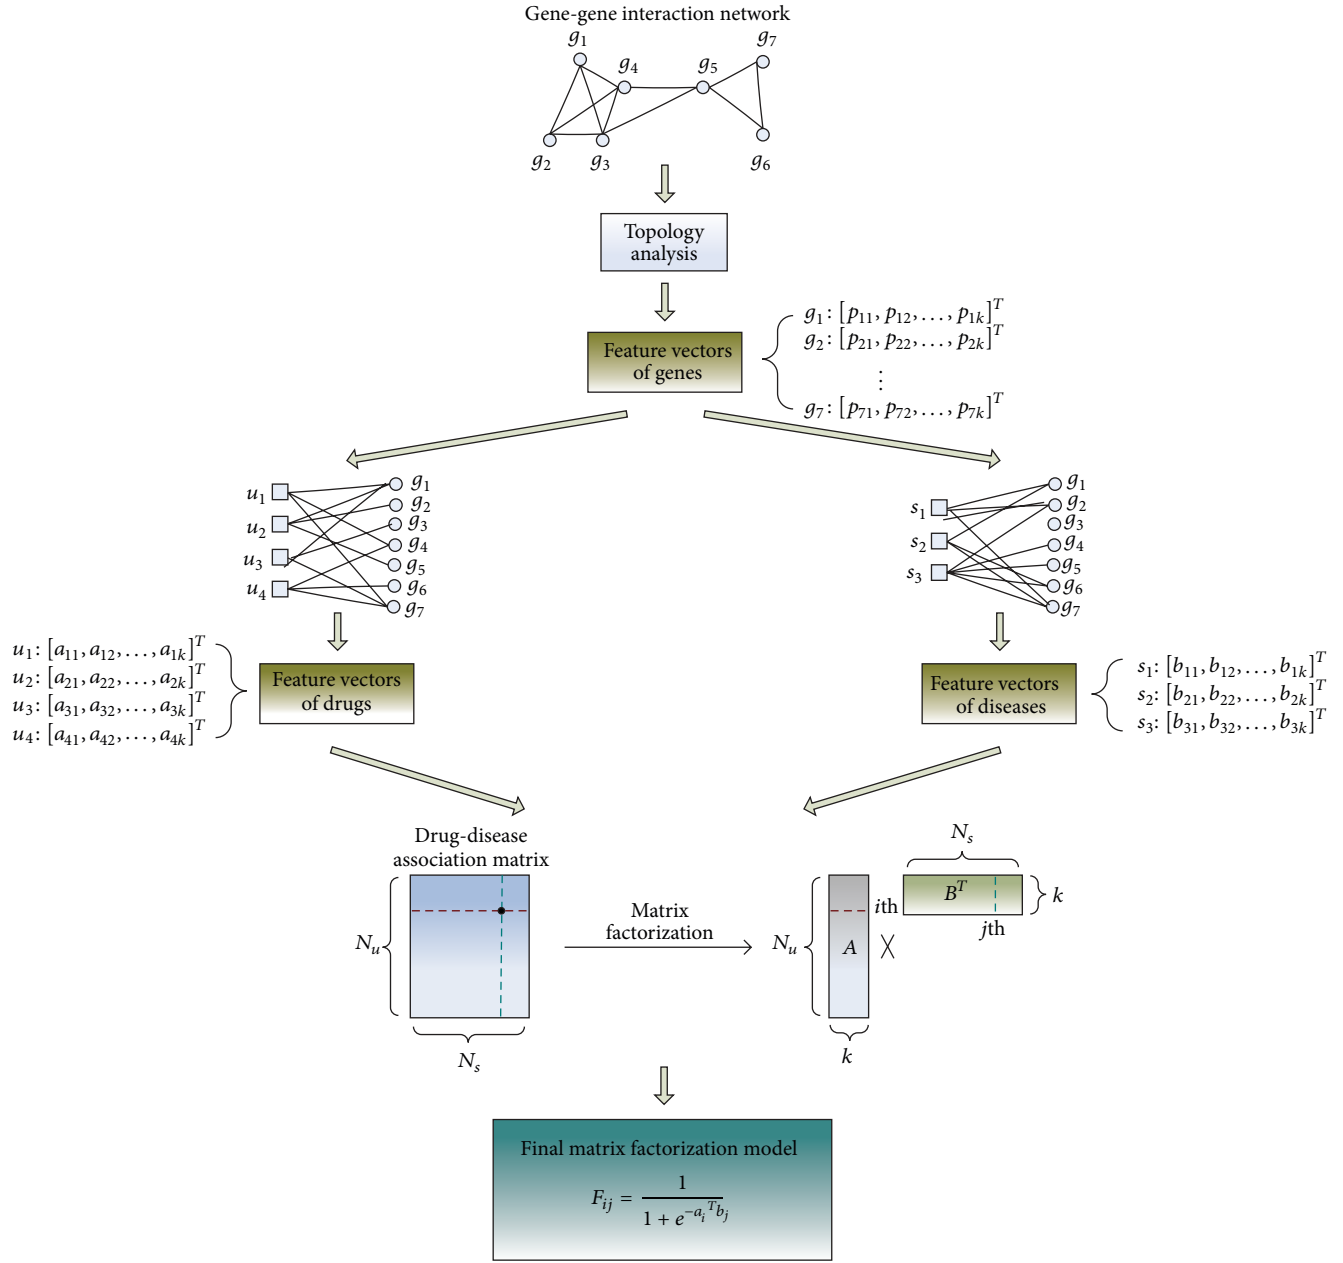 Gene-gene interaction network
g1
g7
g4
g5
g2
g3
g6
Topology
analysis
Feature vectors
of genes
g1: [p11, p12, . . . , p1k]^T
g2: [p21, p22, . . . , p2k]^T
⋮
g7: [p71, p72, . . . , p7k]^T
u1
u2
u3
u4
g1
g2
g3
g4
g5
g6
g7
s1
s2
s3
g1
g2
g3
g4
g5
g6
g7
u1: [a11, a12, . . . , a1k]^T
u2: [a21, a22, . . . , a2k]^T
u3: [a31, a32, . . . , a3k]^T
u4: [a41, a42, . . . , a4k]^T
Feature vectors
of drugs
Feature vectors
of diseases
s1: [b11, b12, . . . , b1k]^T
s2: [b21, b22, . . . , b2k]^T
s3: [b31, b32, . . . , b3k]^T
Drug-disease
association matrix
Nu
Ns
Matrix
factorization
Nu
A
k
ith
×
Ns
B^T
k
jth
Final matrix factorization model
Fij = 1 / (1 + e^(−ai^T bj))